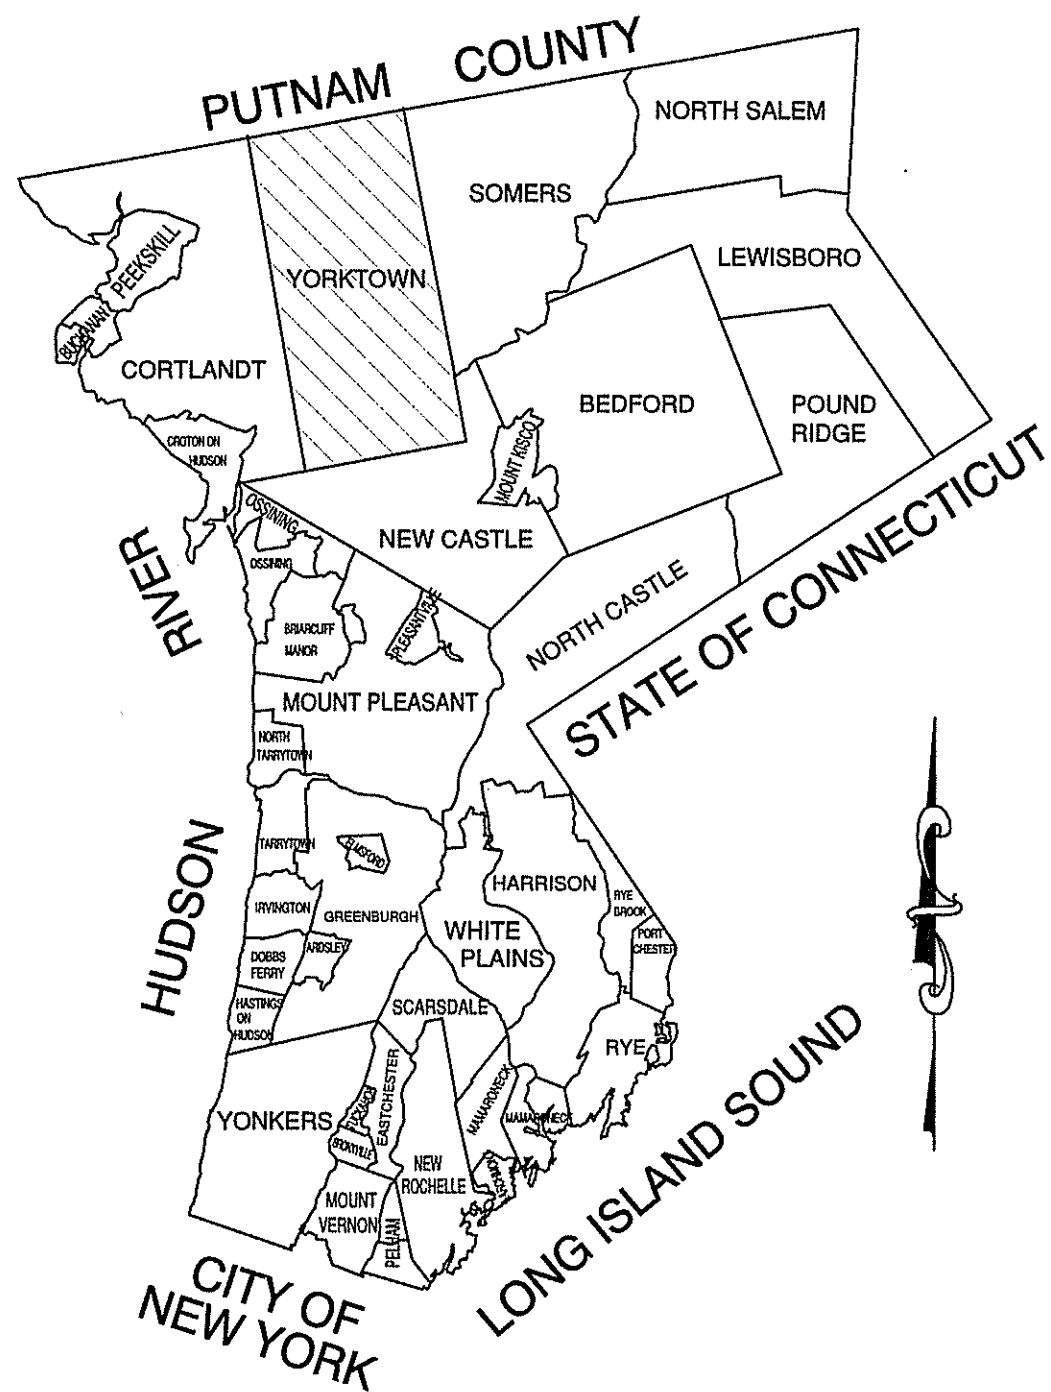 PUTNAM COUNTY
NORTH SALEM
SOMERS
LEWISBORO
PEEKSKILL
YORKTOWN
BUCKANAN
CORTLANDT
BEDFORD
POUND
RIDGE
CROTON ON
HUDSON
MOUNT KISCO
OSSINING
NEW CASTLE
OSSINING
NORTH CASTLE
STATE OF CONNECTICUT
RIVER
HUDSON
BRIARCLIFF
MANOR
PLEASANTVILLE
MOUNT PLEASANT
NORTH
TARRYTOWN
TARRYTOWN
ELMSFORD
HARRISON
RYE
BROOK
IRVINGTON
GREENBURGH
WHITE
PLAINS
PORT
CHESTER
DOBBS
FERRY
ARDSLEY
SCARSDALE
HASTINGS
ON
HUDSON
RYE
MAMARONECK
MAMARONECK
YONKERS
TUCKAHOE
EASTCHESTER
BRONXVILLE
NEW
ROCHELLE
LARCHMONT
MOUNT
VERNON
PELHAM
LONG ISLAND SOUND
CITY OF
NEW YORK